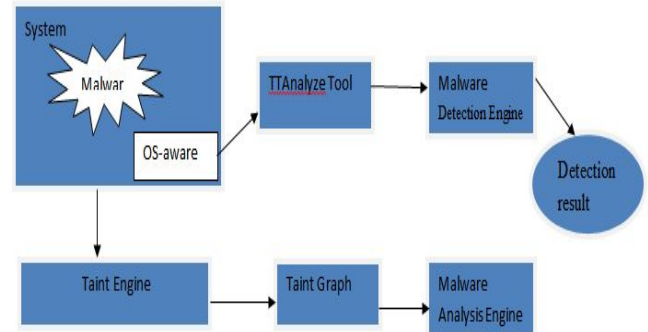 System
Malwar
OS-aware
TTAnalyze Tool
Malware
Detection Engine
Detection
result
Taint Engine
Taint Graph
Malware
Analysis Engine